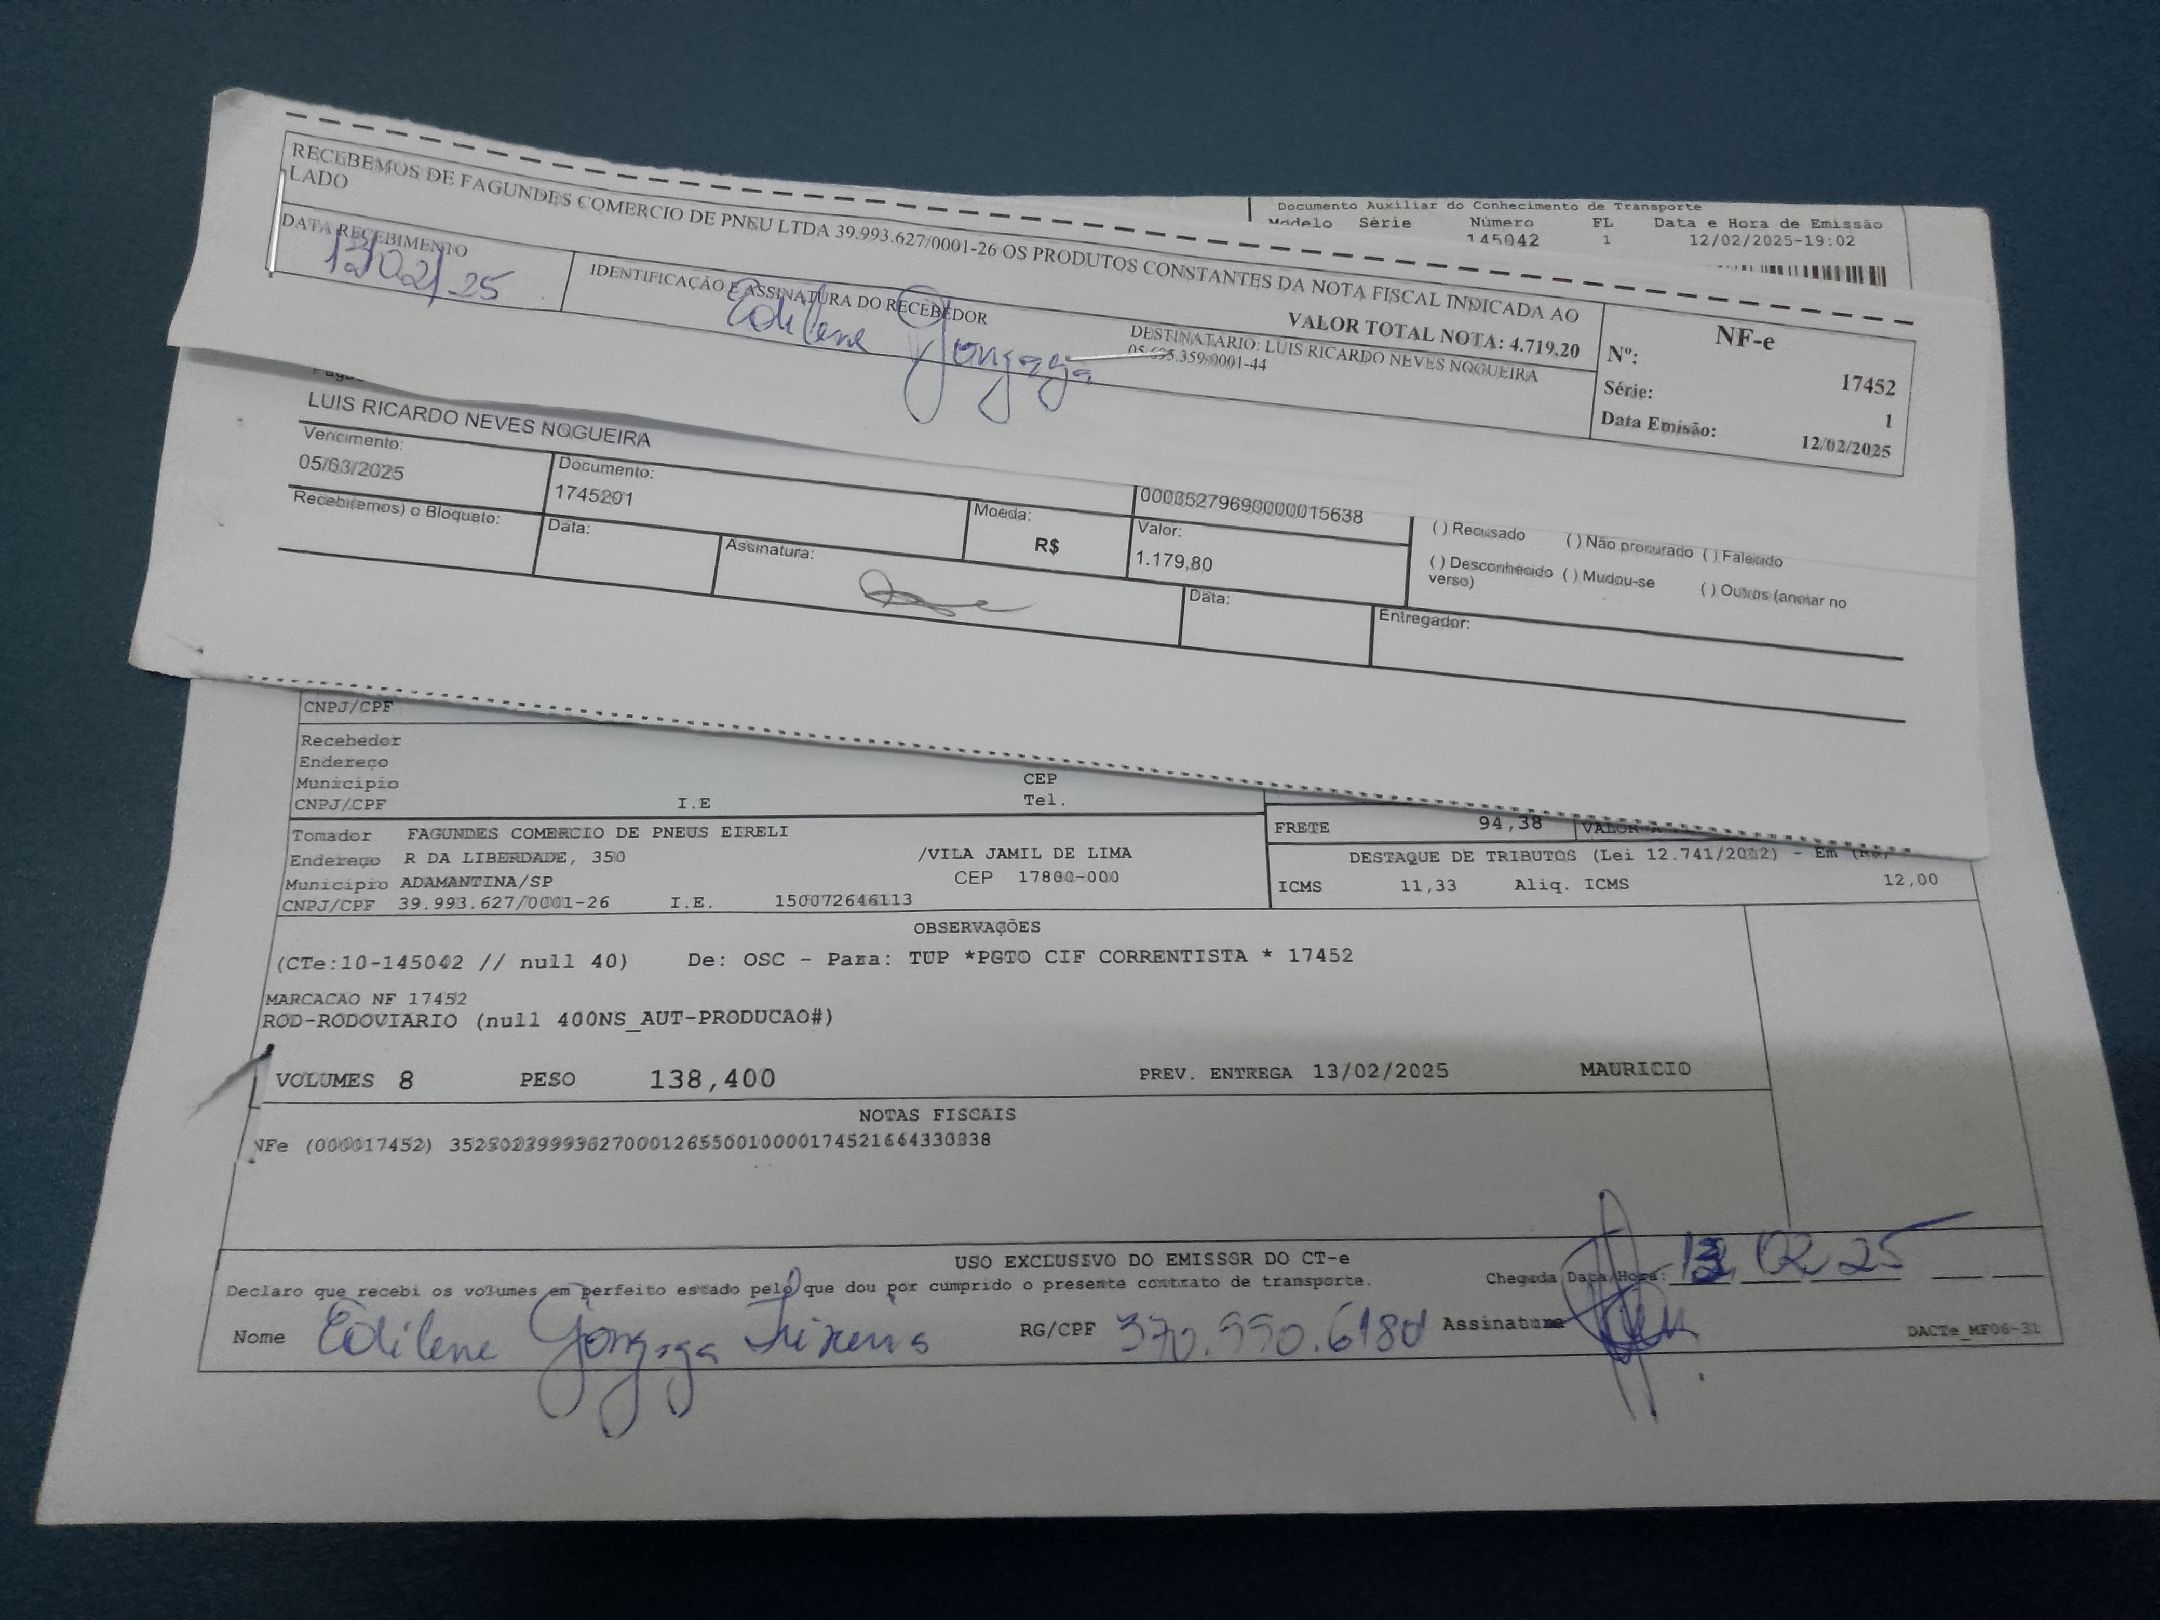 Documento Auxiliar do Conhecimento de Transporte
Modelo Série Número FL Data e Hora de Emissão
145042 1 12/02/2025-19:02
RECEBEMOS DE FAGUNDES COMERCIO DE PNEU LTDA 39.993.627/0001-26 OS PRODUTOS CONSTANTES DA NOTA FISCAL INDICADA AO
LADO
VALOR TOTAL NOTA: 4.719,20
DATA RECEBIMENTO
13/02/25
IDENTIFICAÇÃO E ASSINATURA DO RECEBEDOR
Edilene Gonzaga
DESTINATARIO: LUIS RICARDO NEVES NOGUEIRA
NF-e
Nº: 17452
Série: 1
Data Emisão: 12/02/2025
LUIS RICARDO NEVES NOGUEIRA
Vencimento:
05/03/2025
Documento:
1745201
Moeda:
R$
000035279690000015638
Valor:
1.179,80
( ) Recusado ( ) Não procurado ( ) Falecido
( ) Desconhecido ( ) Mudou-se ( ) Outros (anotar no
verso)
Recebi(emos) o Bloqueto:
Data:
Assinatura:
Data:
Entregador:
CNPJ/CPF
Recebedor
Endereço
Município CEP
CNPJ/CPF I.E Tel.
Tomador FAGUNDES COMERCIO DE PNEUS EIRELI
Endereço R DA LIBERDADE, 350 /VILA JAMIL DE LIMA
Município ADAMANTINA/SP CEP 17800-000
CNPJ/CPF 39.993.627/0001-26 I.E. 150072646113
FRETE 94,38
DESTAQUE DE TRIBUTOS (Lei 12.741/2012) - Em (R$)
ICMS 11,33 Aliq. ICMS 12,00
OBSERVAÇÕES
(CTe:10-145042 // null 40) De: OSC - Para: TUP *PGTO CIF CORRENTISTA * 17452
MARCACAO NF 17452
ROD-RODOVIARIO (null 400NS_AUT-PRODUCAO#)
VOLUMES 8 PESO 138,400 PREV. ENTREGA 13/02/2025 MAURICIO
NOTAS FISCAIS
NFe (000017452) 35250239993627000126550010000174521664330338
USO EXCLUSIVO DO EMISSOR DO CT-e
Declaro que recebi os volumes em perfeito estado pelo que dou por cumprido o presente contrato de transporte.
Chegada Data/Hora: 13 02 25
Nome Edilene Gonzaga
RG/CPF
Assinatura
DACTe_MF06-31